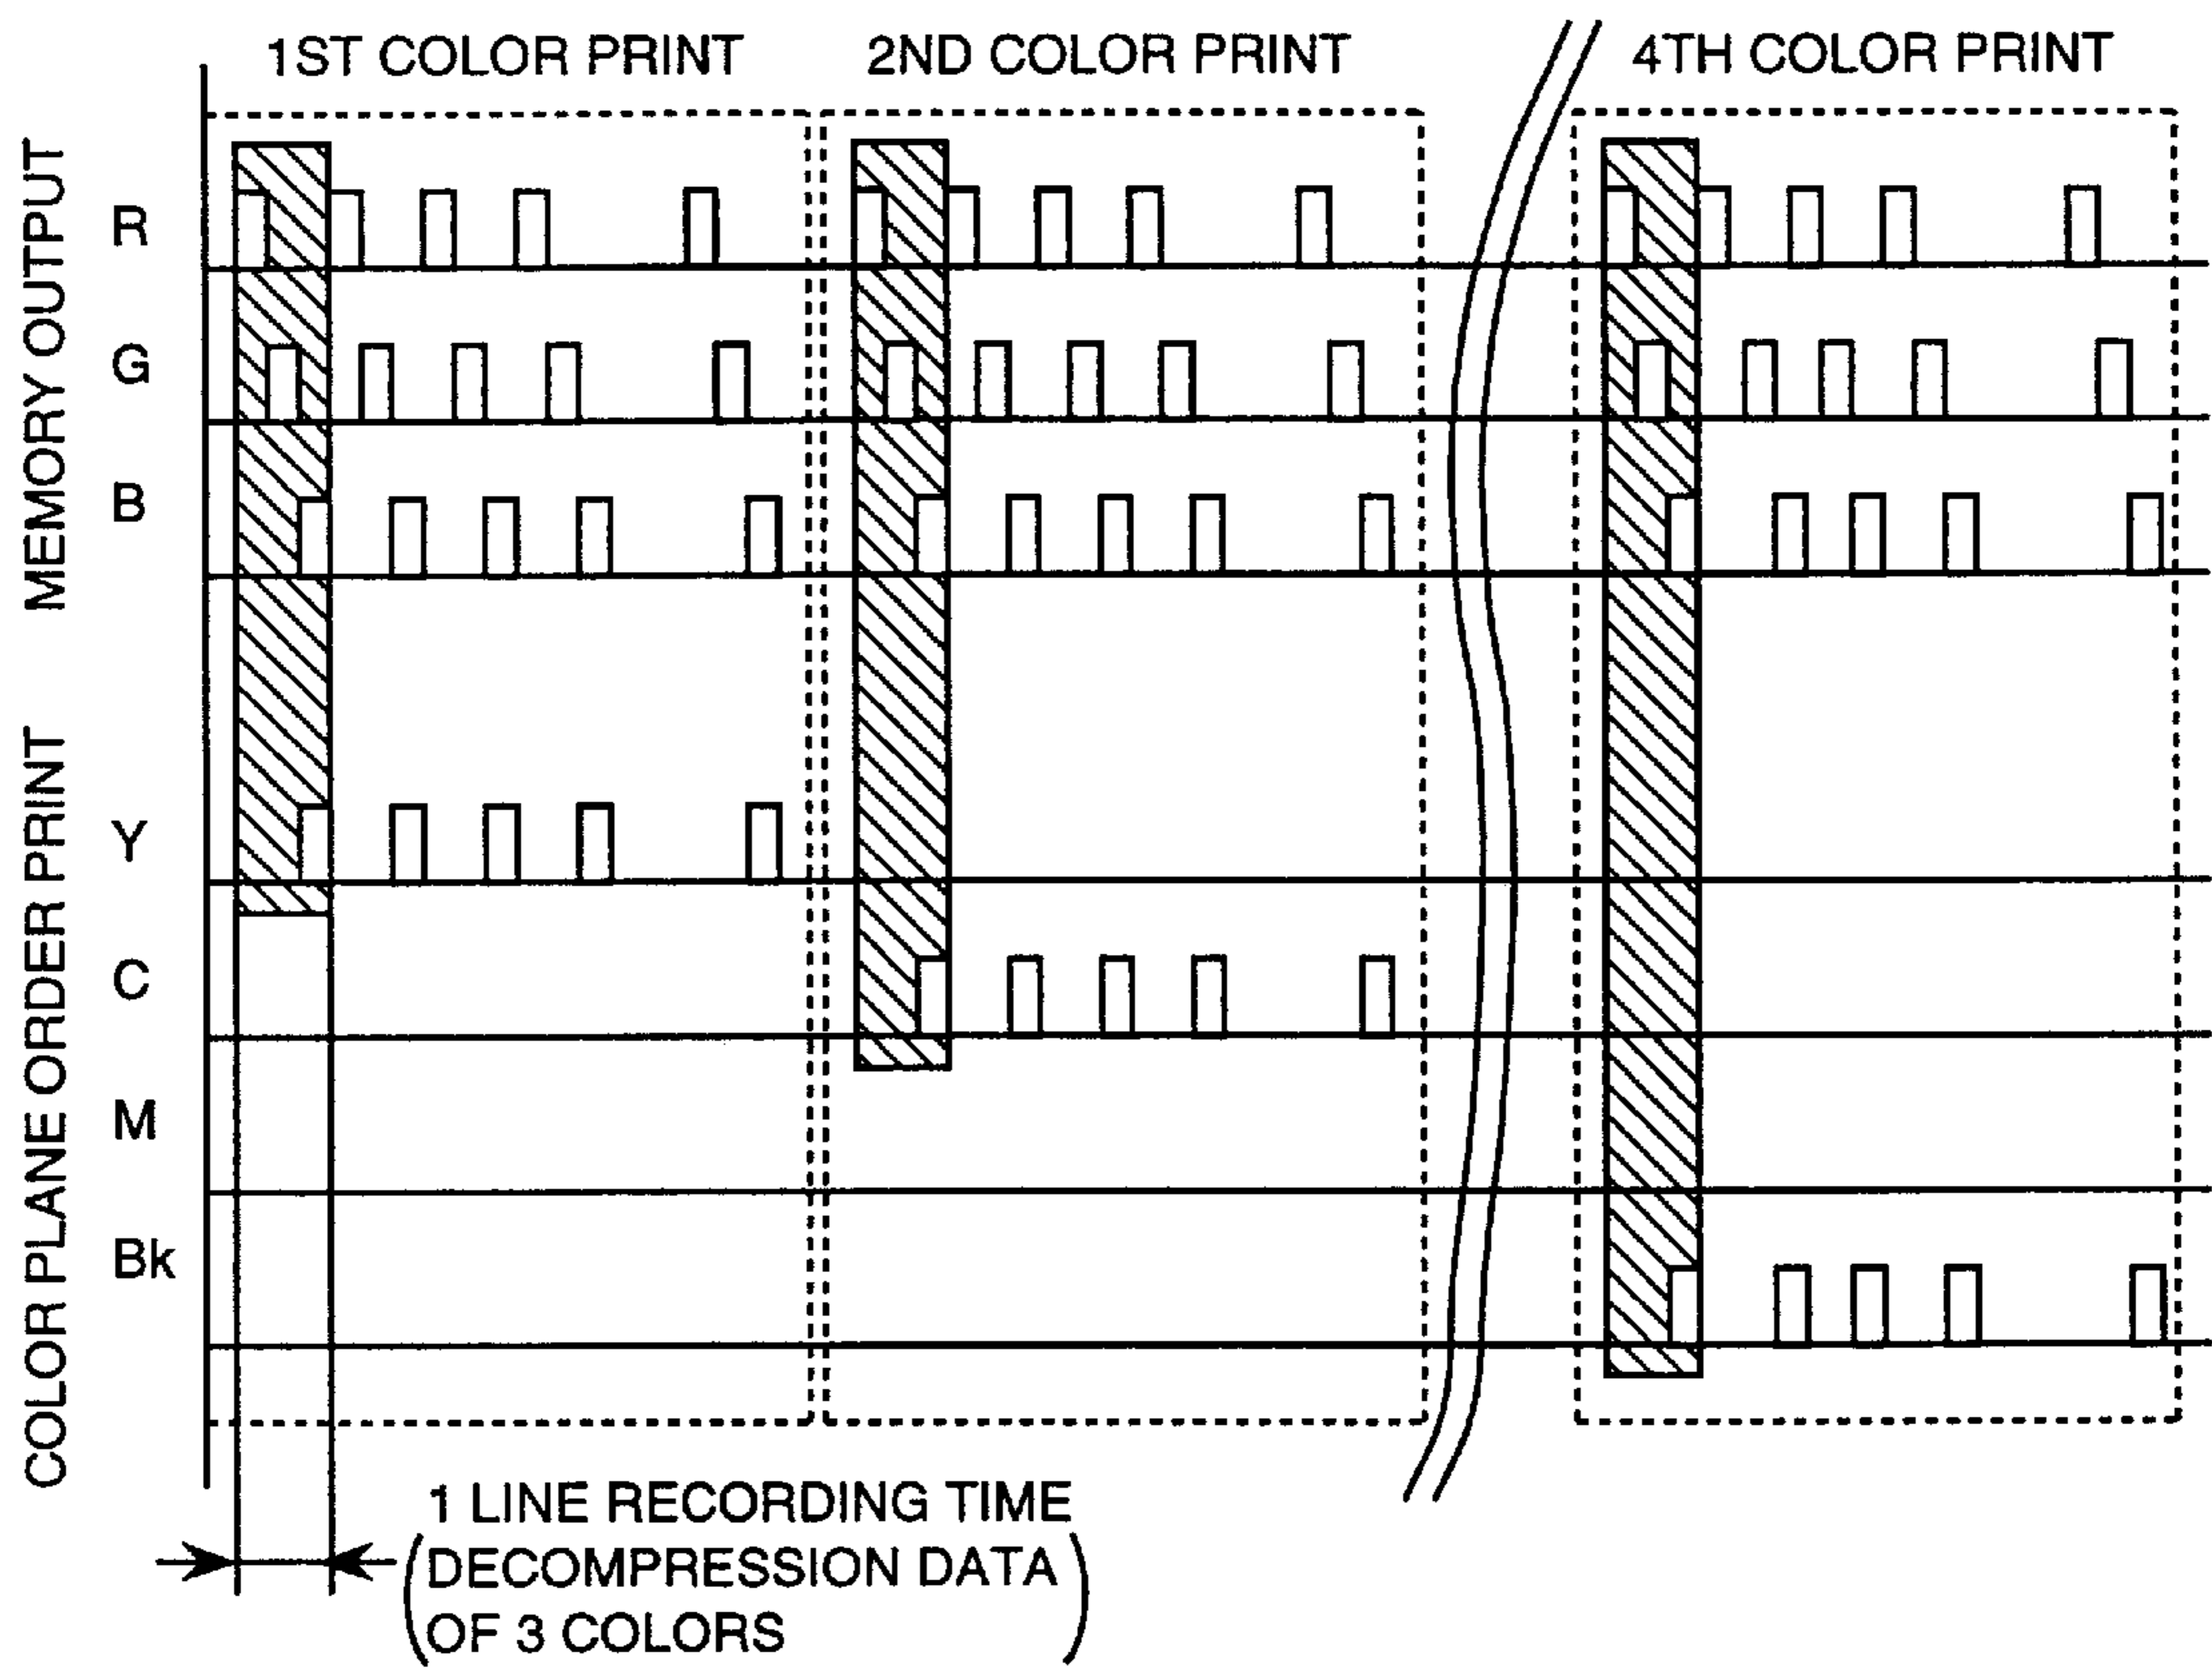 1ST COLOR PRINT
2ND COLOR PRINT
4TH COLOR PRINT
MEMORY OUTPUT
R
G
B
COLOR PLANE ORDER PRINT
Y
C
M
Bk
1 LINE RECORDING TIME
(DECOMPRESSION DATA
OF 3 COLORS)